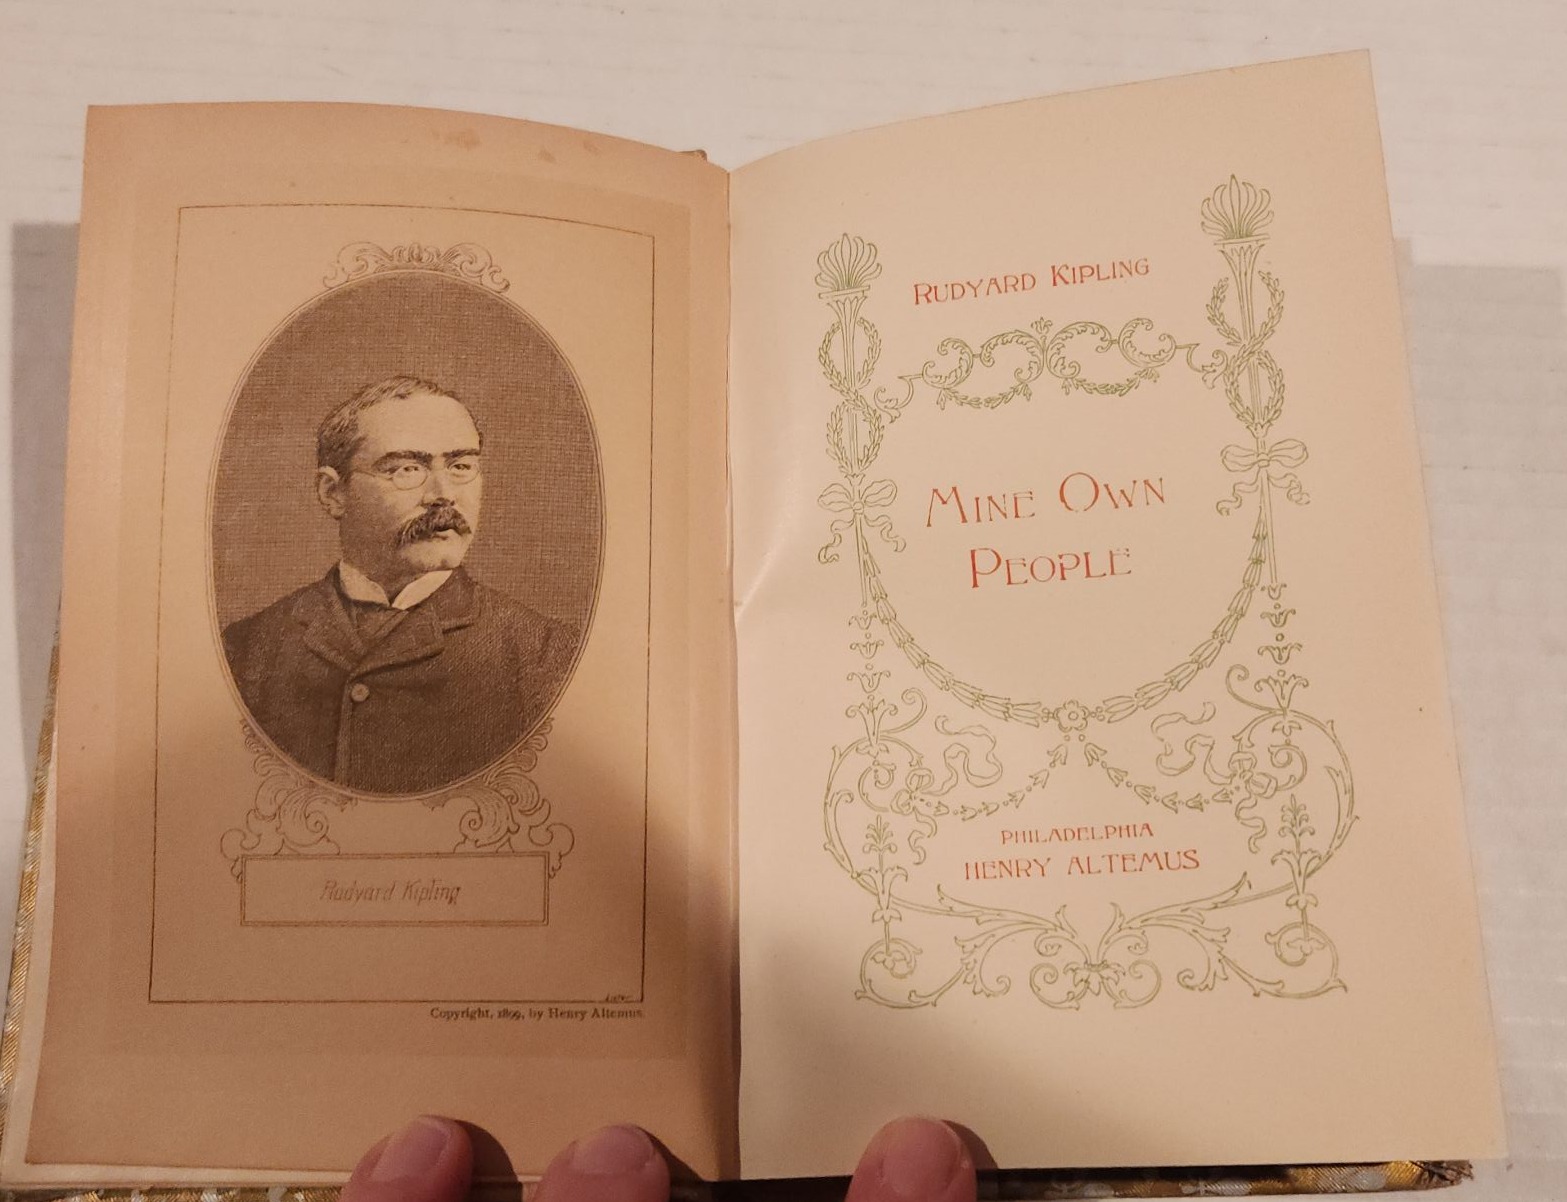 Rudyard Kipling
Copyright, 1899, by Henry Altemus.
RUDYARD KIPLING
MINE OWN
PEOPLE
PHILADELPHIA
HENRY ALTEMUS